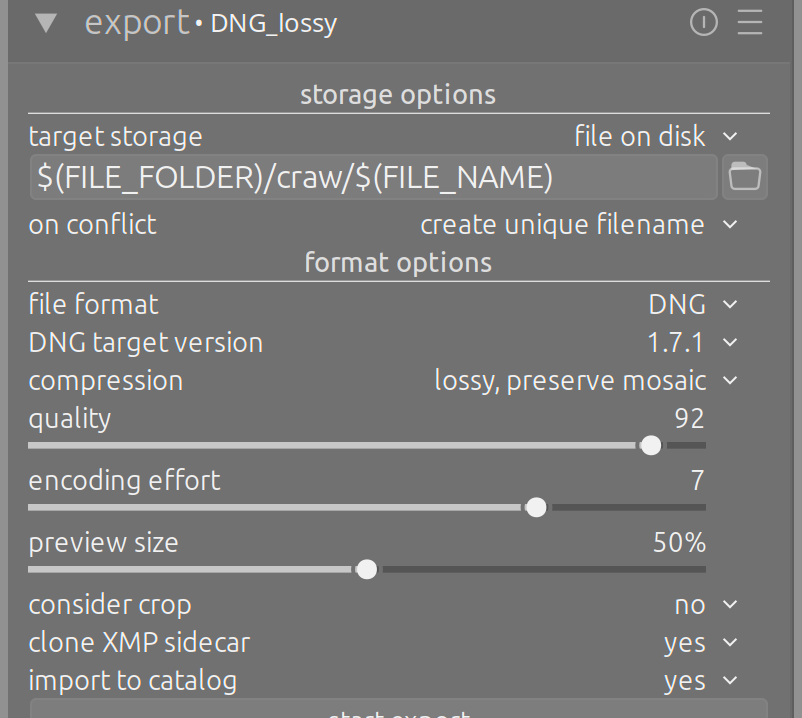 export • DNG_lossy
storage options
target storage file on disk
$(FILE_FOLDER)/craw/$(FILE_NAME)
on conflict create unique filename
format options
file format DNG
DNG target version 1.7.1
compression lossy, preserve mosaic
quality 92
encoding effort 7
preview size 50%
consider crop no
clone XMP sidecar yes
import to catalog yes
start export